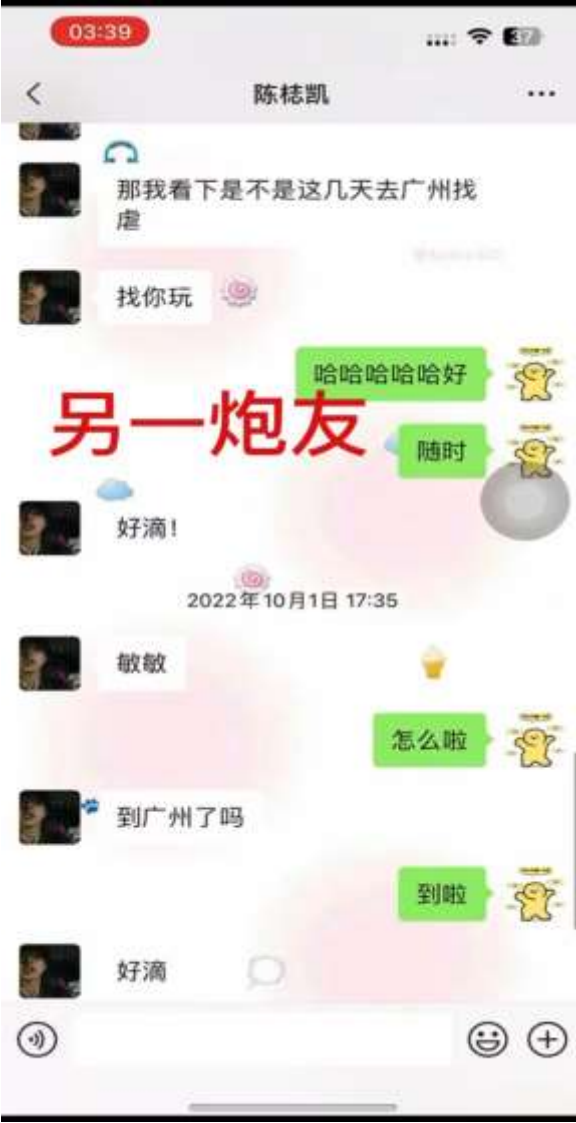 03:39
37
陈梽凯
那我看下是不是这几天去广州找
虐
找你玩
哈哈哈哈哈好
另一炮友
随时
好滴!
2022年10月1日 17:35
敏敏
怎么啦
到广州了吗
到啦
好滴